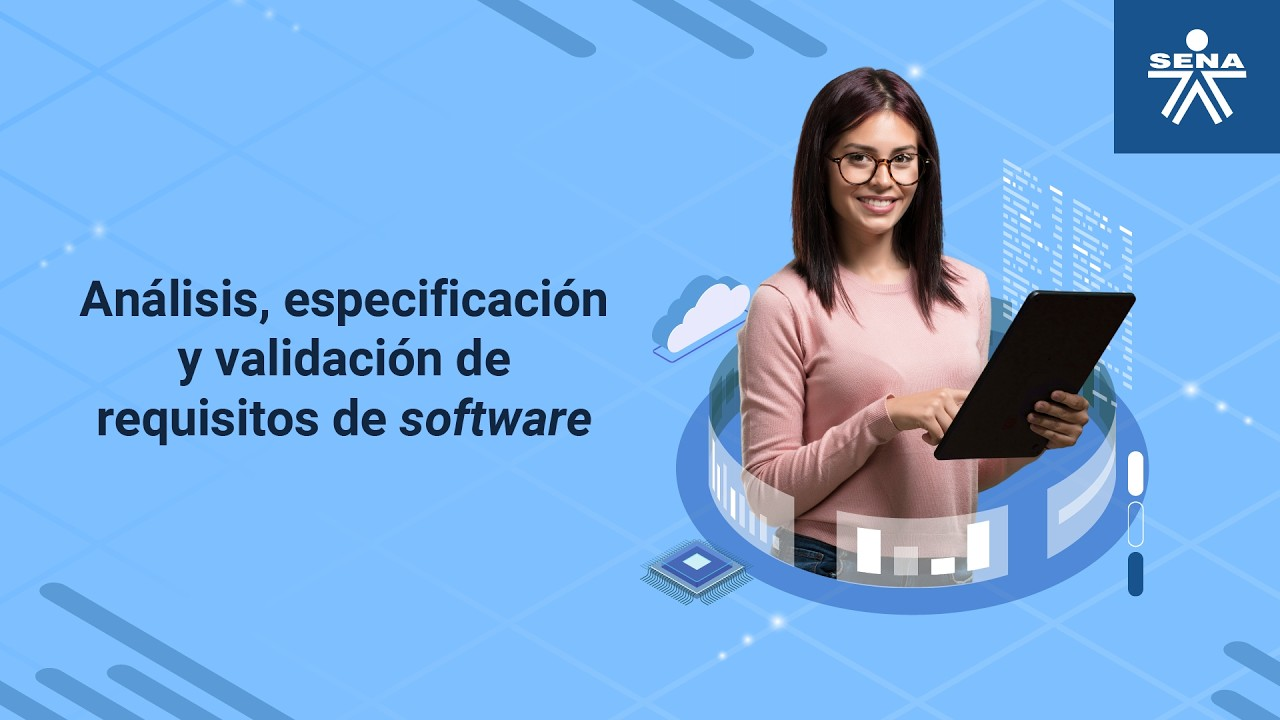 SENA
Análisis, especificación
y validación de
requisitos de software